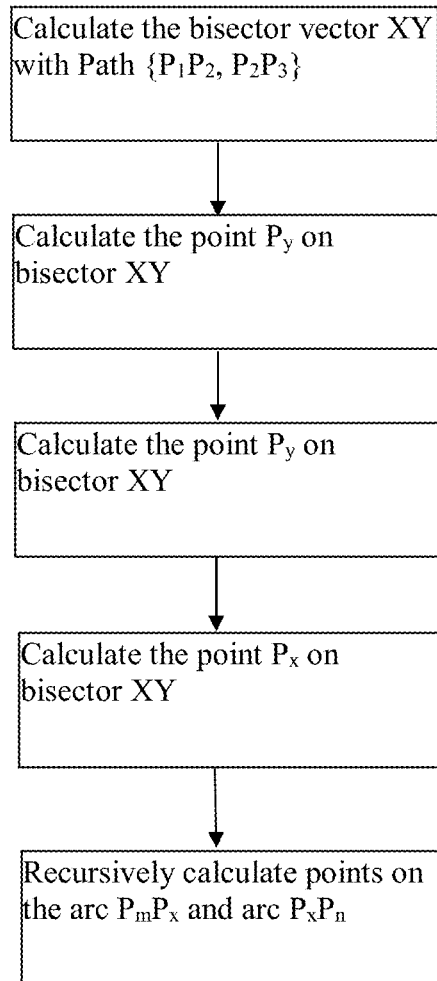 Calculate the bisector vector XY
with Path {P₁P₂, P₂P₃}
Calculate the point Pᵧ on
bisector XY
Calculate the point Pᵧ on
bisector XY
Calculate the point Pₓ on
bisector XY
Recursively calculate points on
the arc PₘPₓ and arc PₓPₙ